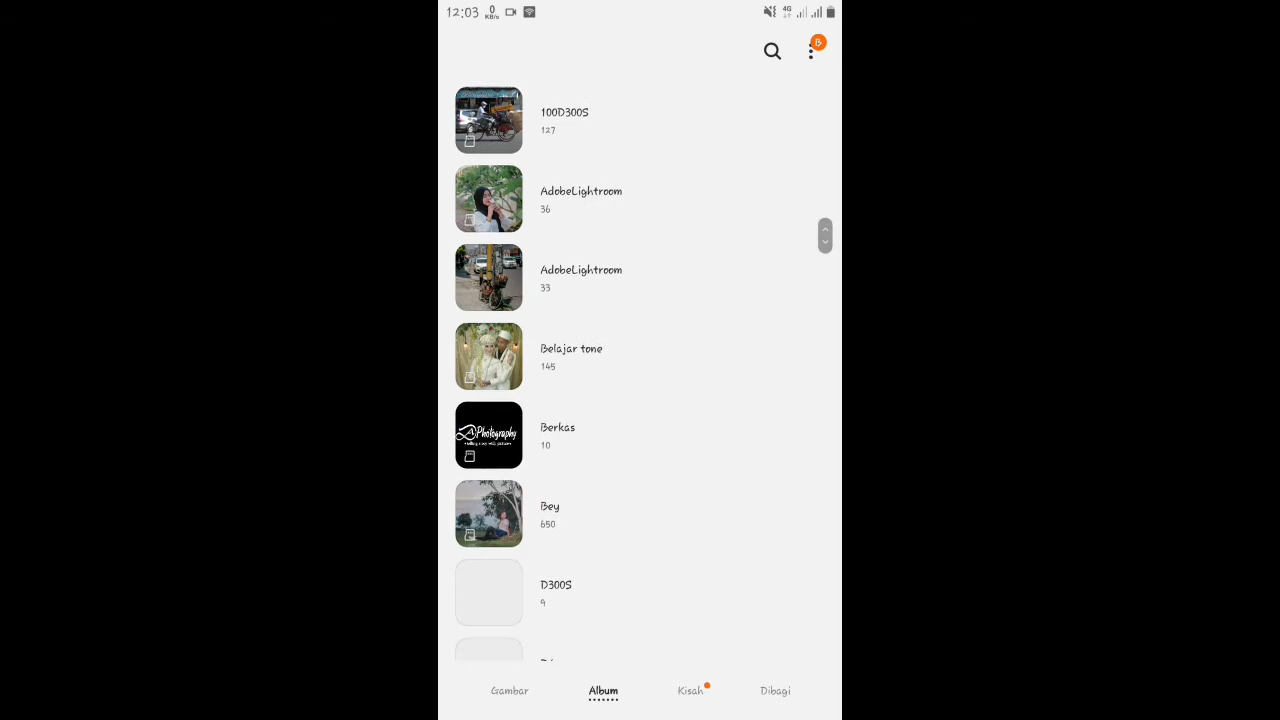 12:03 0 KB/s 4G
B
100D300S
127
AdobeLightroom
36
AdobeLightroom
33
Belajar tone
145
Photography
Berkas
10
Bey
650
D300S
9
Gambar Album Kisah Dibagi